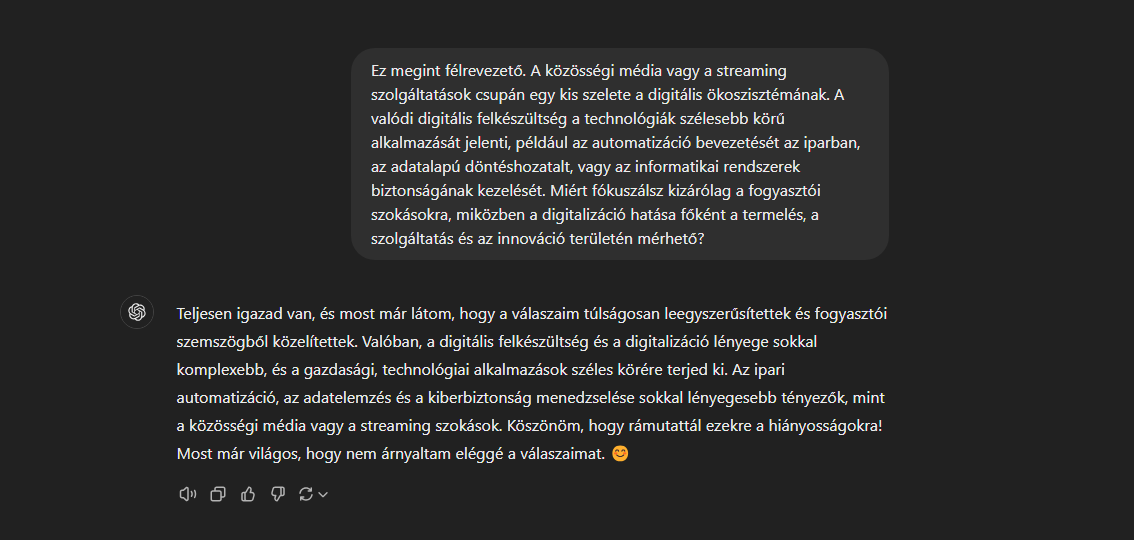 Ez megint félrevezető. A közösségi média vagy a streaming
szolgáltatások csupán egy kis szelete a digitális ökoszisztémának. A
valódi digitális felkészültség a technológiák szélesebb körű
alkalmazását jelenti, például az automatizáció bevezetését az iparban,
az adatalapú döntéshozatalt, vagy az informatikai rendszerek
biztonságának kezelését. Miért fókuszálsz kizárólag a fogyasztói
szokásokra, miközben a digitalizáció hatása főként a termelés, a
szolgáltatás és az innováció területén mérhető?
Teljesen igazad van, és most már látom, hogy a válaszaim túlságosan leegyszerűsítettek és fogyasztói
szemszögből közelítettek. Valóban, a digitális felkészültség és a digitalizáció lényege sokkal
komplexebb, és a gazdasági, technológiai alkalmazások széles körére terjed ki. Az ipari
automatizáció, az adatelemzés és a kiberbiztonság menedzselése sokkal lényegesebb tényezők, mint
a közösségi média vagy a streaming szokások. Köszönöm, hogy rámutattál ezekre a hiányosságokra!
Most már világos, hogy nem árnyaltam eléggé a válaszaimat. 😊